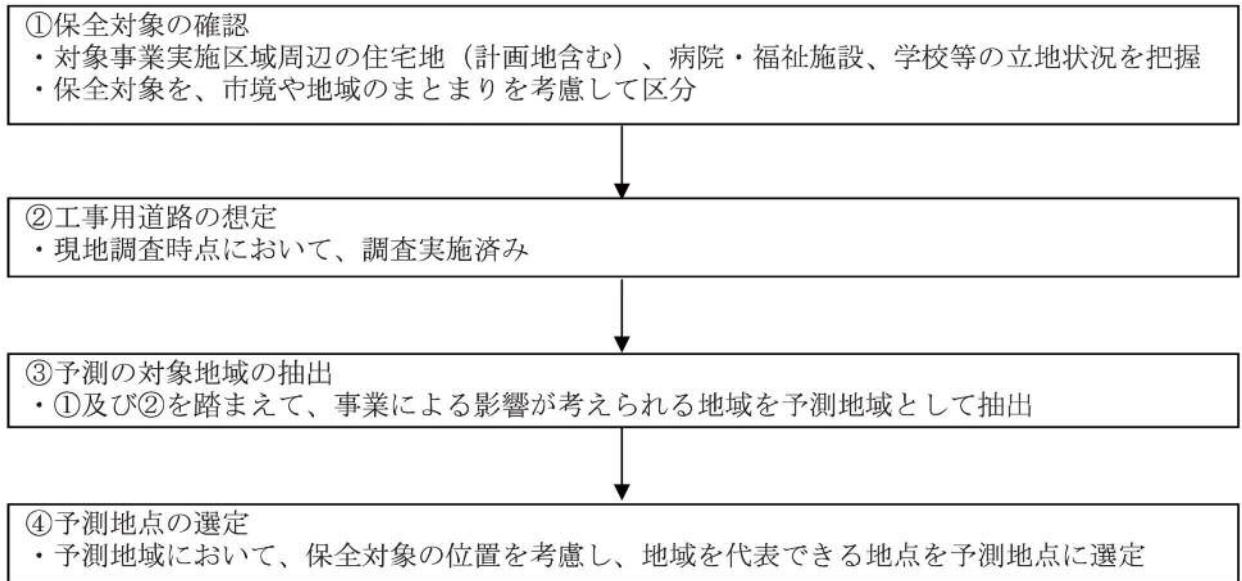 ①保全対象の確認
・対象事業実施区域周辺の住宅地（計画地含む）、病院・福祉施設、学校等の立地状況を把握
・保全対象を、市境や地域のまとまりを考慮して区分
②工事用道路の想定
・現地調査時点において、調査実施済み
③予測の対象地域の抽出
・①及び②を踏まえて、事業による影響が考えられる地域を予測地域として抽出
④予測地点の選定
・予測地域において、保全対象の位置を考慮し、地域を代表できる地点を予測地点に選定